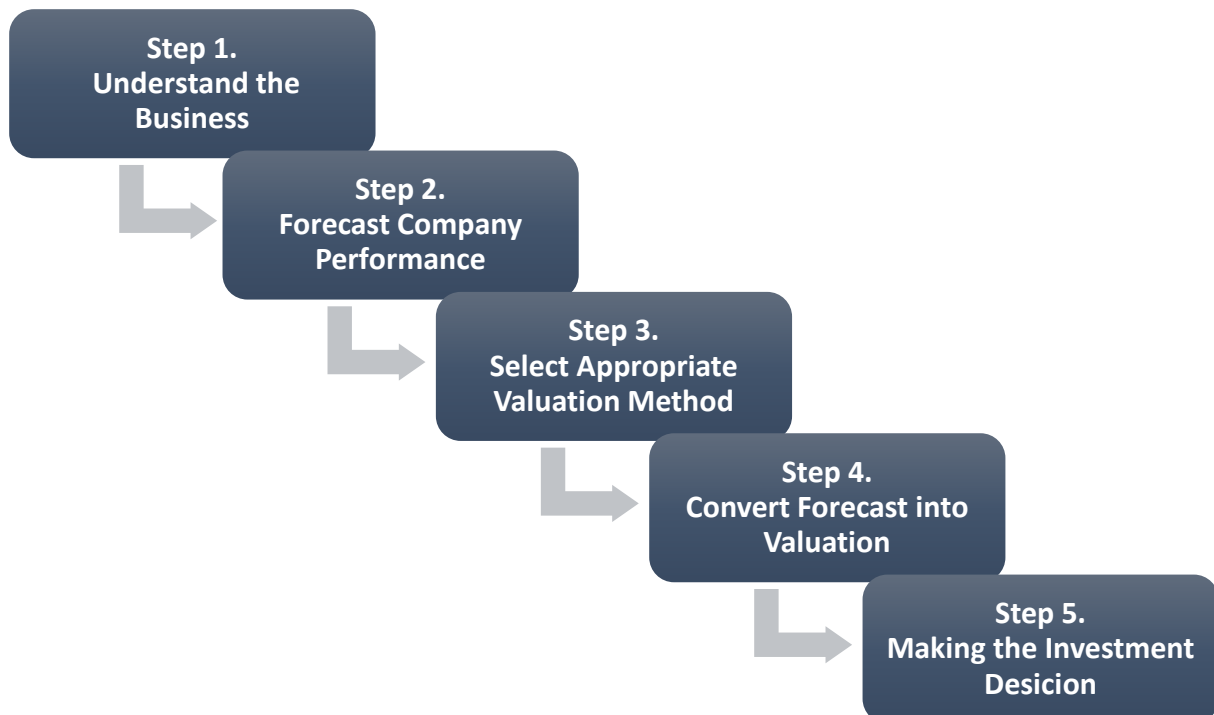 Step 1.
Understand the
Business
Step 2.
Forecast Company
Performance
Step 3.
Select Appropriate
Valuation Method
Step 4.
Convert Forecast into
Valuation
Step 5.
Making the Investment
Desicion